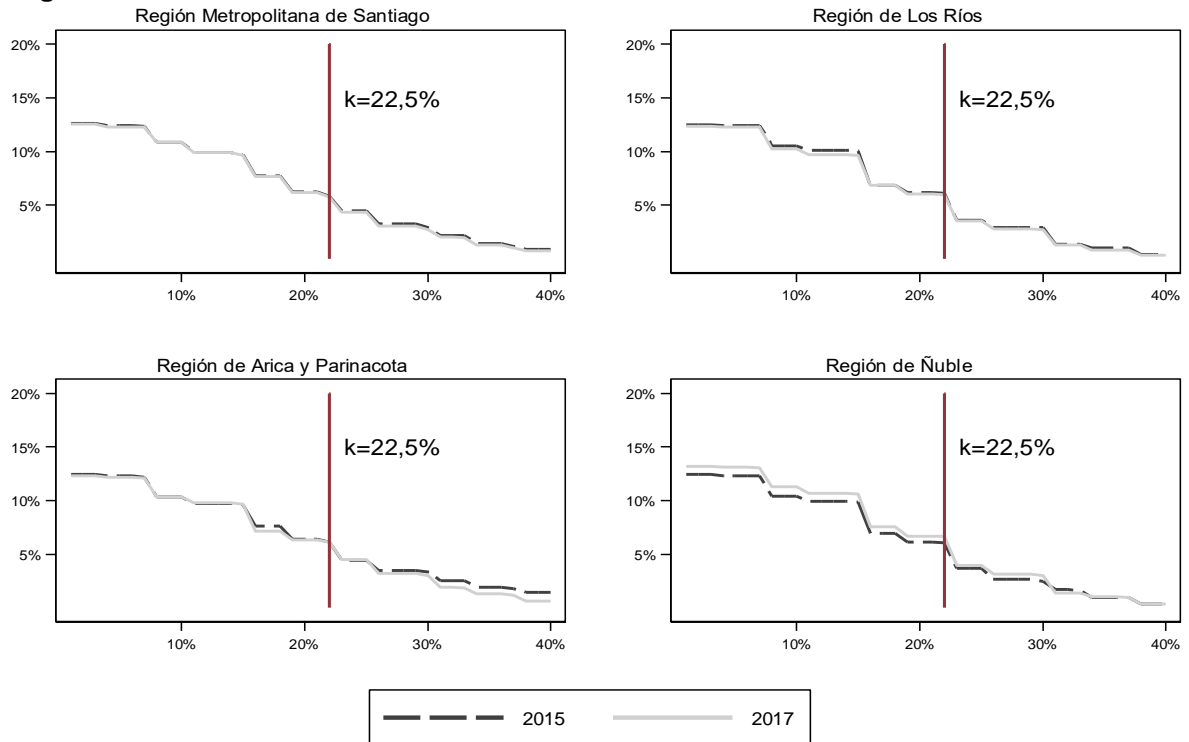 Región Metropolitana de Santiago
20%
15%
10%
5%
k=22,5%
10% 20% 30% 40%
Región de Los Ríos
20%
15%
10%
5%
k=22,5%
10% 20% 30% 40%
Región de Arica y Parinacota
20%
15%
10%
5%
k=22,5%
10% 20% 30% 40%
Región de Ñuble
20%
15%
10%
5%
k=22,5%
10% 20% 30% 40%
2015 2017